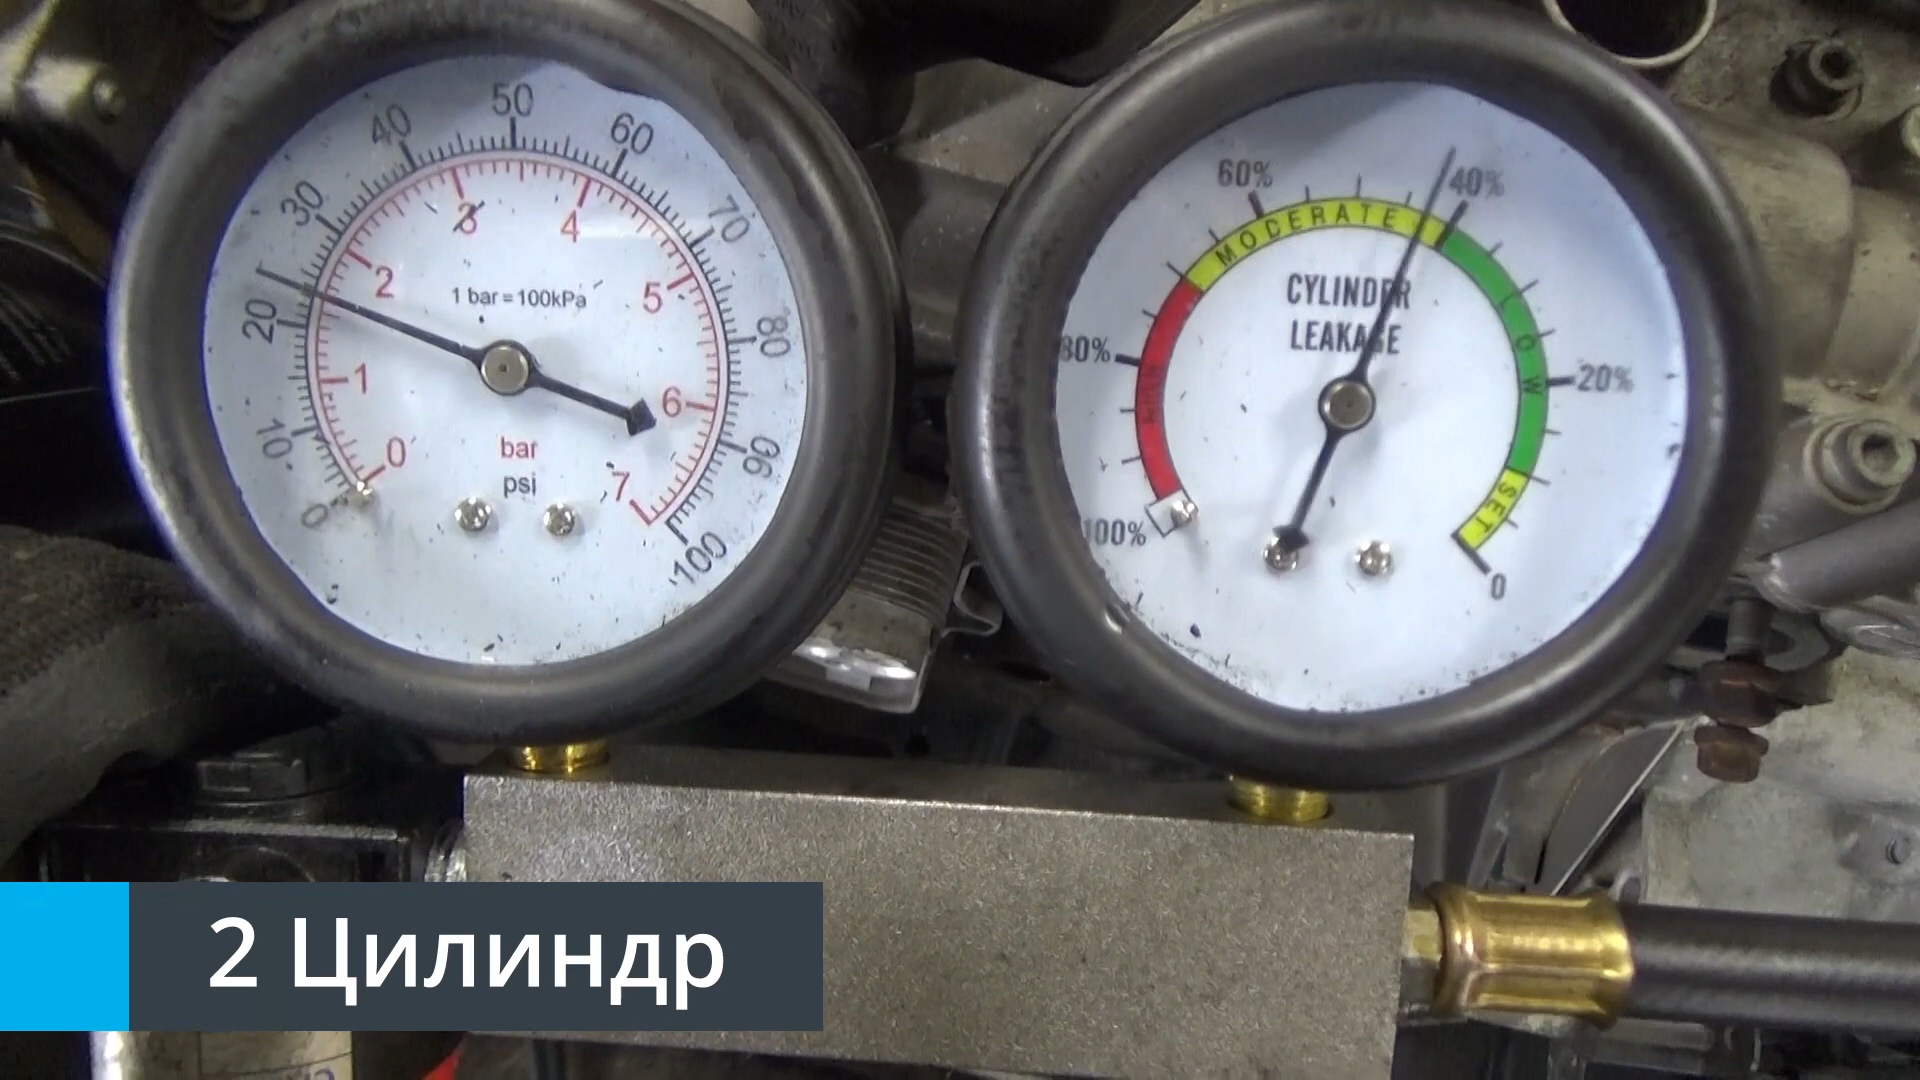 0
10
20
30
40
50
60
70
80
90
100
0
1
2
3
4
5
6
7
1 bar = 100kPa
bar
psi
100%
80%
60%
40%
20%
0
MODERATE
LOW
SET
CYLINDER
LEAKAGE
2 Цилиндр